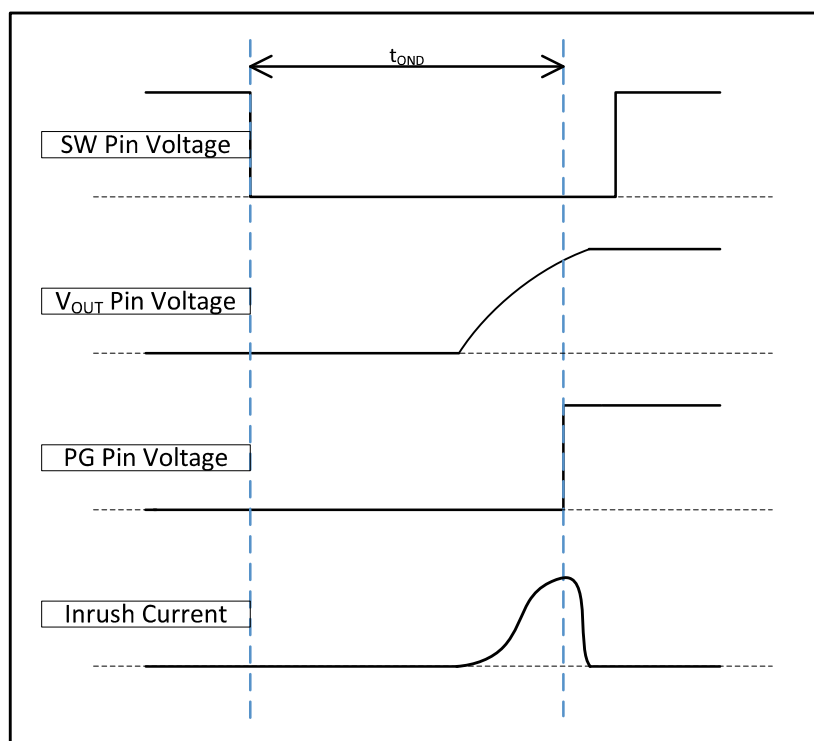 tOND
SW Pin Voltage
VOUT Pin Voltage
PG Pin Voltage
Inrush Current